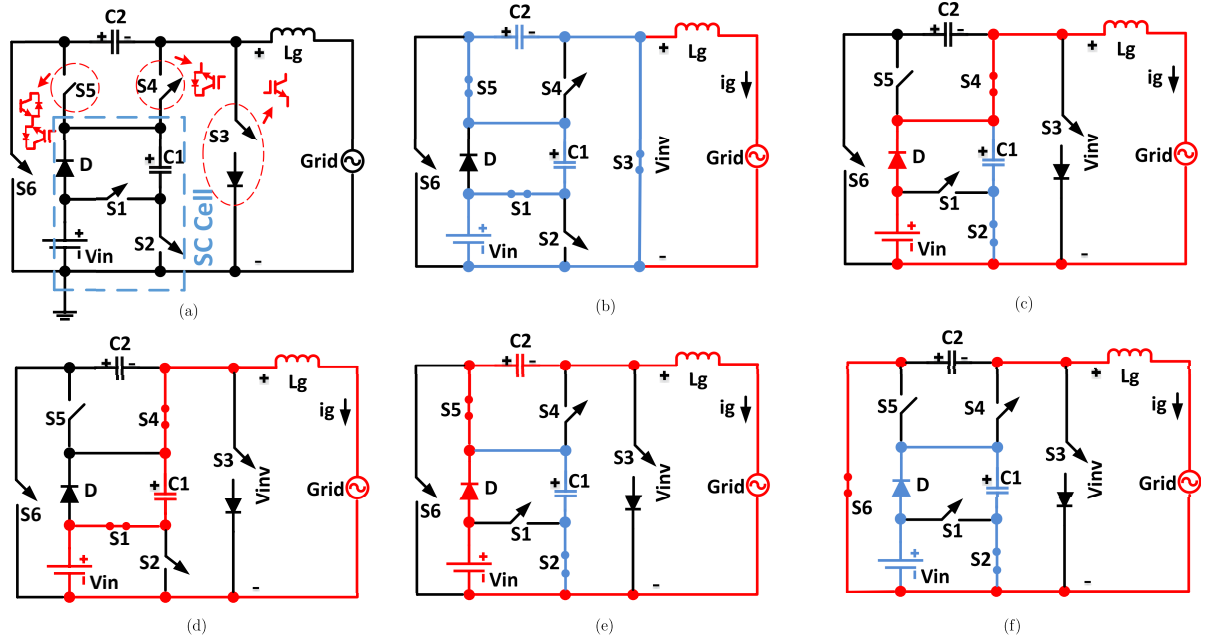 C2
+ -
+
Lg
S5
S4
S3
D
+ C1
S6
S1
S2
+
Vin
SC Cell
Grid
-
(a)
C2
+ -
+
Lg
S5
S4
ig
D
+ C1
S3
Vinv
Grid
S6
S1
S2
+
Vin
-
(b)
C2
+ -
+
Lg
S5
S4
ig
S3
D
+ C1
Vinv
Grid
S6
S1
S2
+
Vin
-
(c)
C2
+ -
+
Lg
S5
S4
ig
S3
D
+ C1
Vinv
Grid
S6
S1
S2
+
Vin
-
(d)
C2
+ -
+
Lg
S5
S4
ig
S3
D
+ C1
Vinv
Grid
S6
S1
S2
+
Vin
-
(e)
C2
+ -
+
Lg
S5
S4
ig
S3
D
+ C1
Vinv
Grid
S6
S1
S2
+
Vin
-
(f)